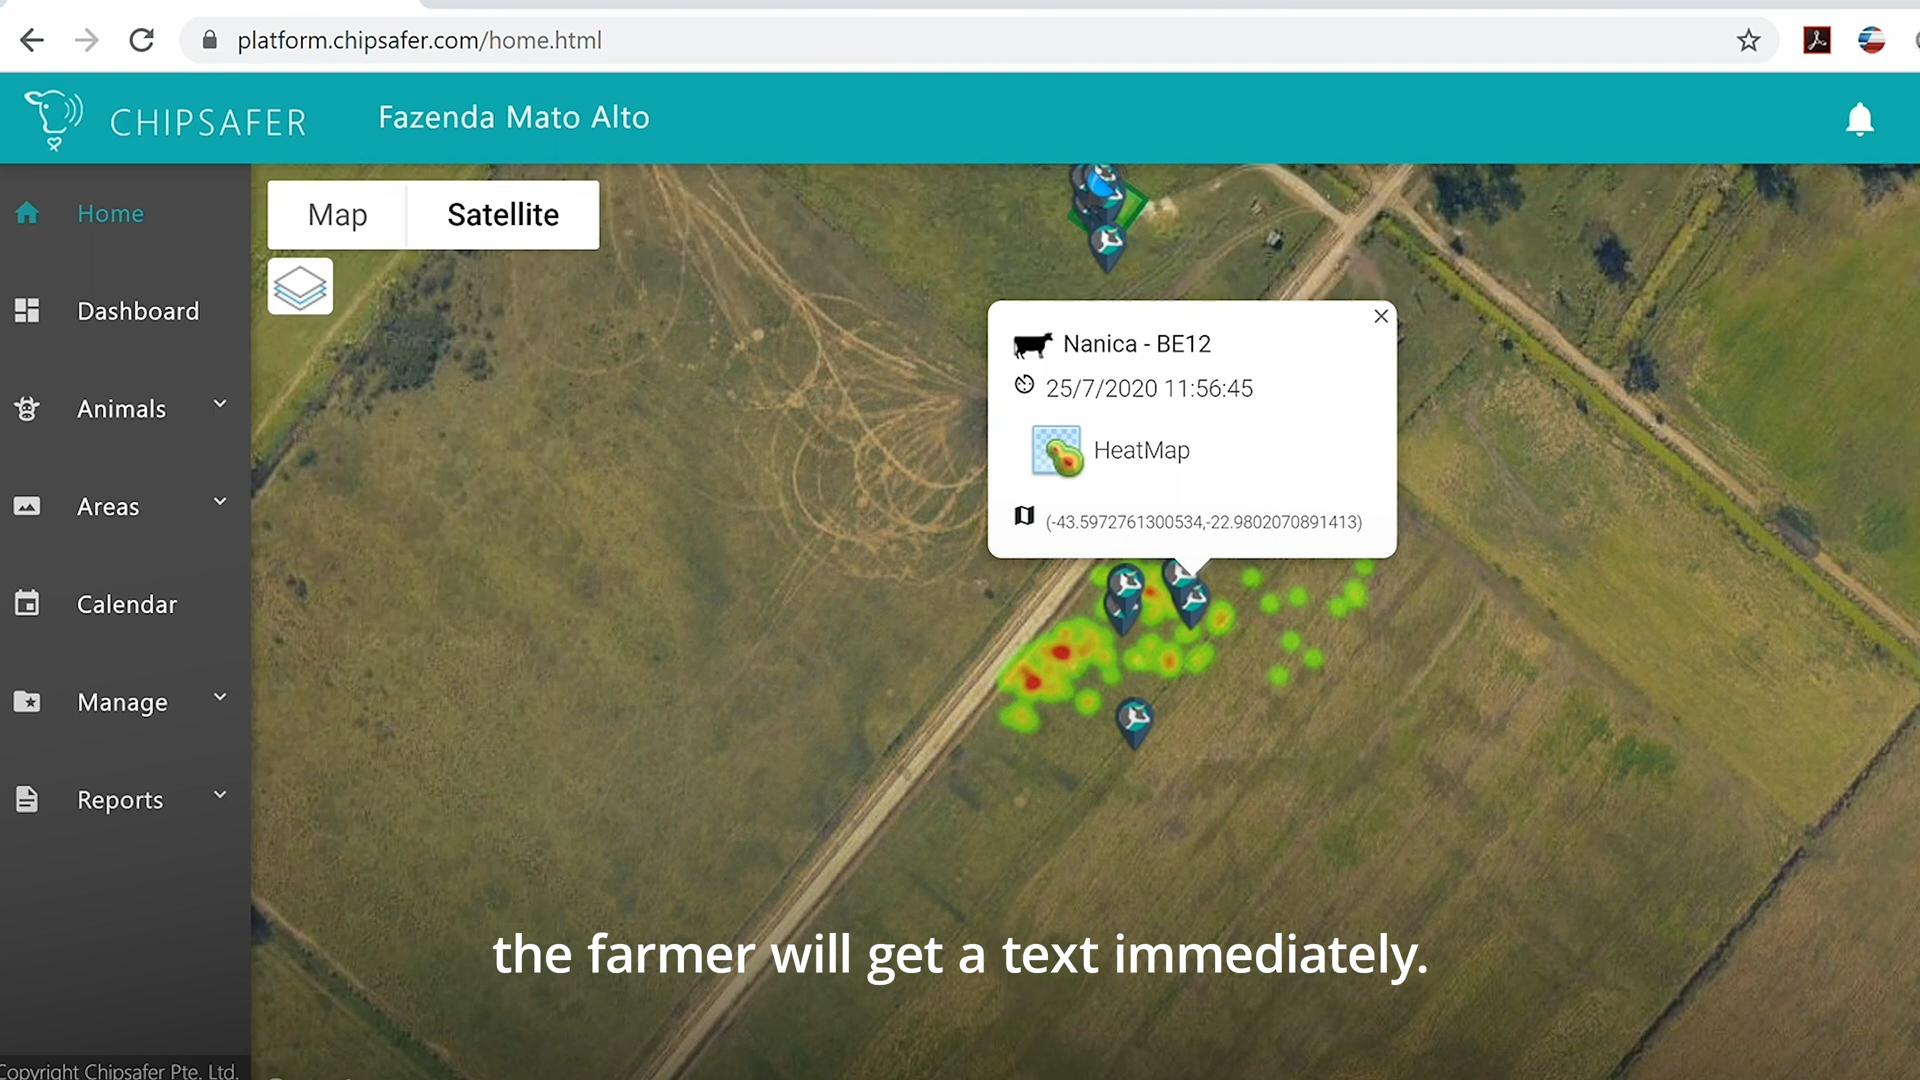 platform.chipsafer.com/home.html
CHIPSAFER
Fazenda Mato Alto
Home
Dashboard
Animals
Areas
Calendar
Manage
Reports
Copyright Chipsafer Pte. Ltd.
Map
Satellite
Nanica - BE12
25/7/2020 11:56:45
HeatMap
(-43.5972761300534,-22.9802070891413)
the farmer will get a text immediately.